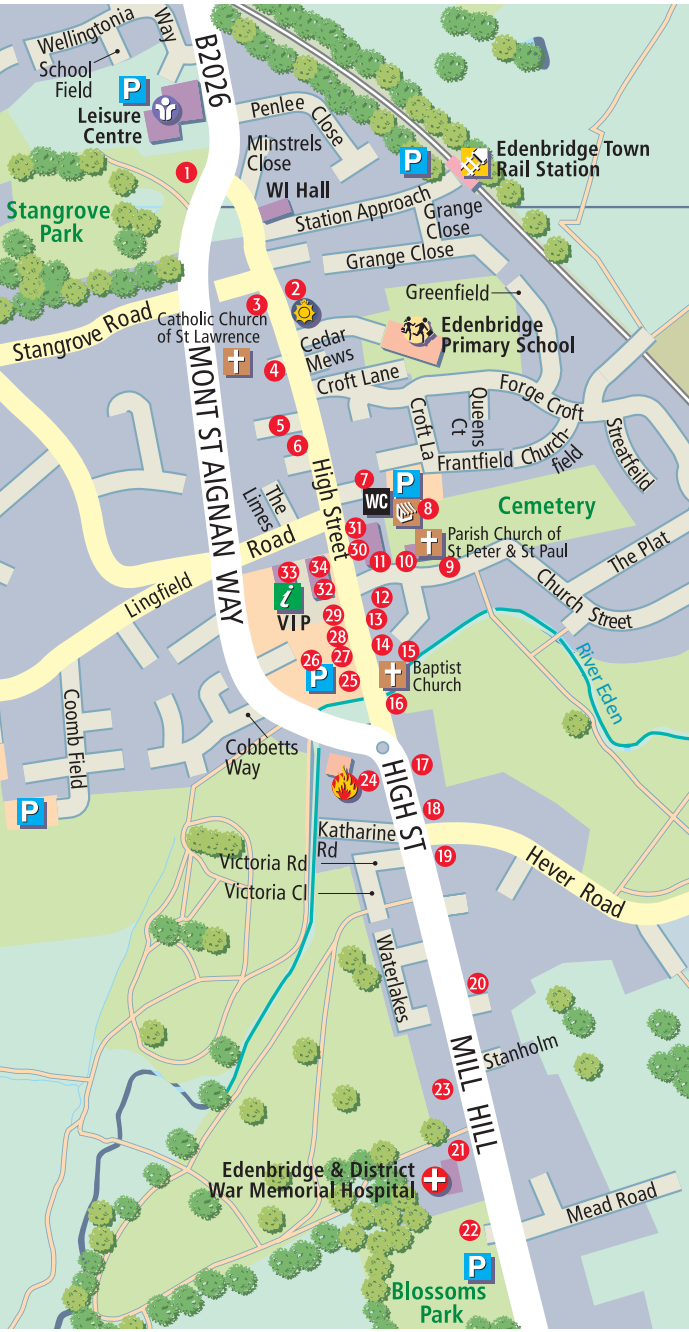 Wellingtonia
Way
School
Field
P
Leisure
Centre
B2026
Penlee Close
Minstrels
Close
WI Hall
P
Edenbridge Town
Rail Station
1
Stangrove
Park
Station Approach
Grange
Close
Grange Close
2
3
Greenfield
Stangrove Road
Catholic Church
of St Lawrence
Cedar
Mews
Edenbridge
Primary School
4
Croft Lane
MONT ST AIGNAN WAY
5
6
High Street
Croft La
Queens
Ct
Forge Croft
Streatfeild
Frantfield
Church-
field
The
Limes
7
WC
P
8
Cemetery
31
30
11
10
9
Parish Church of
St Peter & St Paul
The Plat
Church Street
Lingfield
Road
33
34
i
32
VIP
12
13
29
28
27
26
P
25
14
15
Baptist
Church
16
River Eden
Coomb Field
Cobbetts
Way
P
17
HIGH ST
24
18
Katharine
Rd
19
Victoria Rd
Victoria Cl
Hever Road
Waterlakes
20
Stanholm
MILL HILL
23
21
Edenbridge & District
War Memorial Hospital
Mead Road
22
P
Blossoms
Park